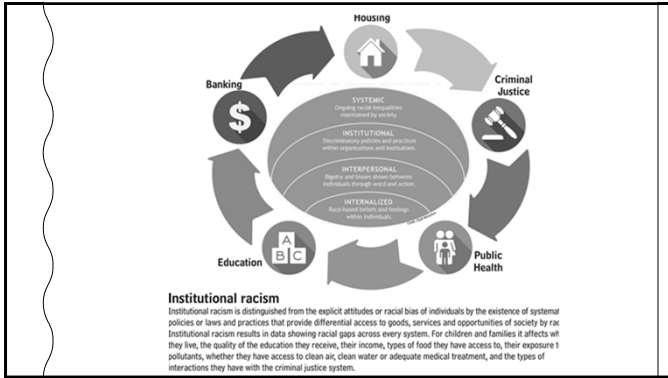 Housing
Banking
Criminal
Justice
$
SYSTEMIC
Ongoing racial inequalities
maintained by society.
INSTITUTIONAL
Discriminatory policies and practices
within organizations and institutions.
INTERPERSONAL
Bigotry and biases shown between
individuals through word and action.
INTERNALIZED
Race-based beliefs and feelings
within individuals.
A
B C
Education
Public
Health
Institutional racism
Institutional racism is distinguished from the explicit attitudes or racial bias of individuals by the existence of systemat
policies or laws and practices that provide differential access to goods, services and opportunities of society by rac
Institutional racism results in data showing racial gaps across every system. For children and families it affects wh
they live, the quality of the education they receive, their income, types of food they have access to, their exposure t
pollutants, whether they have access to clean air, clean water or adequate medical treatment, and the types of
interactions they have with the criminal justice system.